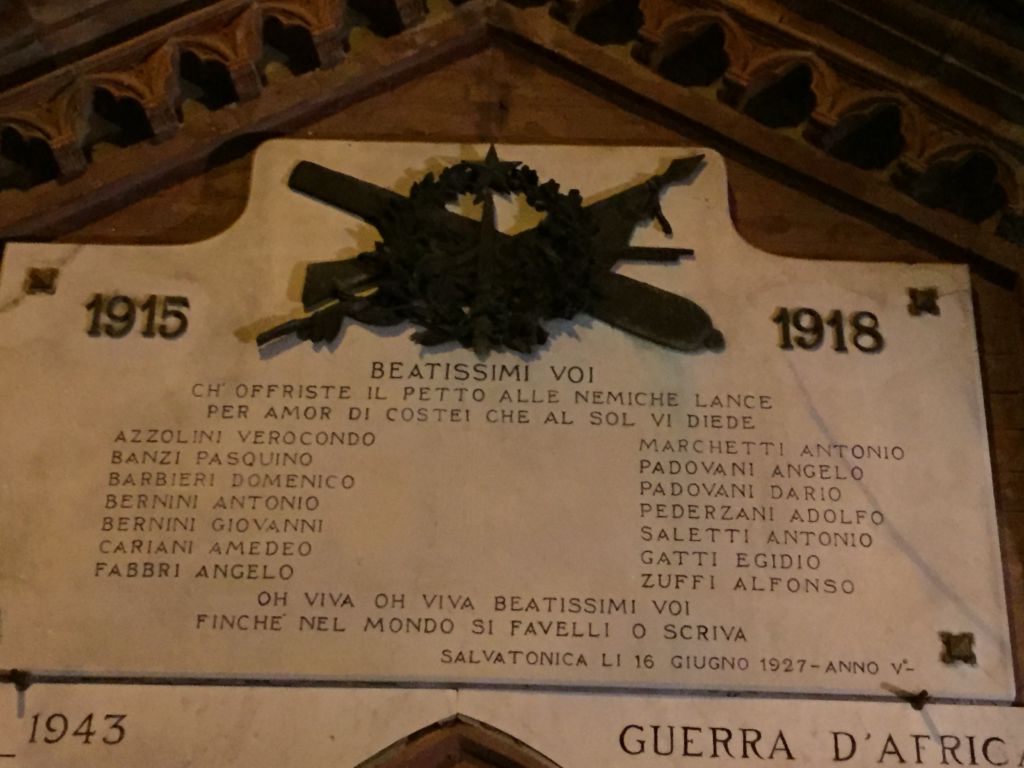 1915
1918
BEATISSIMI VOI
CH' OFFRISTE IL PETTO ALLE NEMICHE LANCE
PER AMOR DI COSTEI CHE AL SOL VI DIEDE
AZZOLINI VEROCONDO
BANZI PASQUINO
BARBIERI DOMENICO
BERNINI ANTONIO
BERNINI GIOVANNI
CARIANI AMEDEO
FABBRI ANGELO
MARCHETTI ANTONIO
PADOVANI ANGELO
PADOVANI DARIO
PEDERZANI ADOLFO
SALETTI ANTONIO
GATTI EGIDIO
ZUFFI ALFONSO
OH VIVA OH VIVA BEATISSIMI VOI
FINCHE' NEL MONDO SI FAVELLI O SCRIVA
SALVATONICA LI 16 GIUGNO 1927-ANNO V°-
1943
GUERRA D'AFRICA